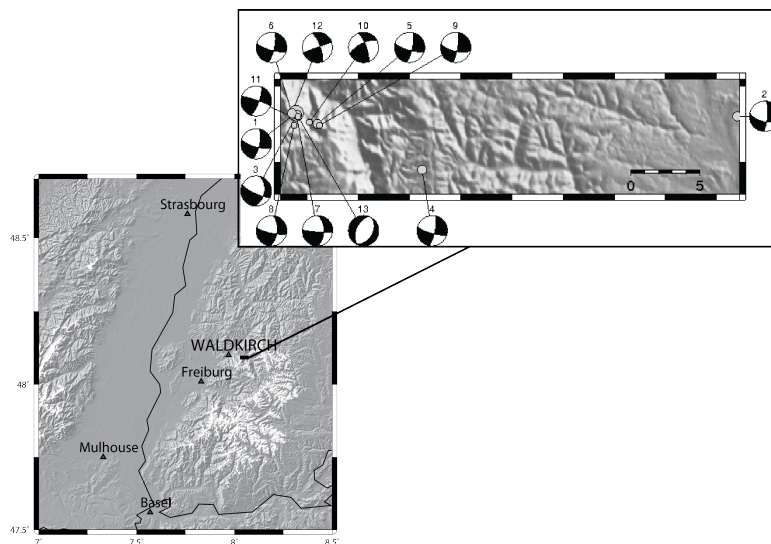 6 12 10 5 9
11
2
1
3
0 5
8 7 13 4
Strasbourg
48.5˚
WALDKIRCH
Freiburg
48˚
Mulhouse
Basel
47.5˚
7˚ 7.5˚ 8˚ 8.5˚